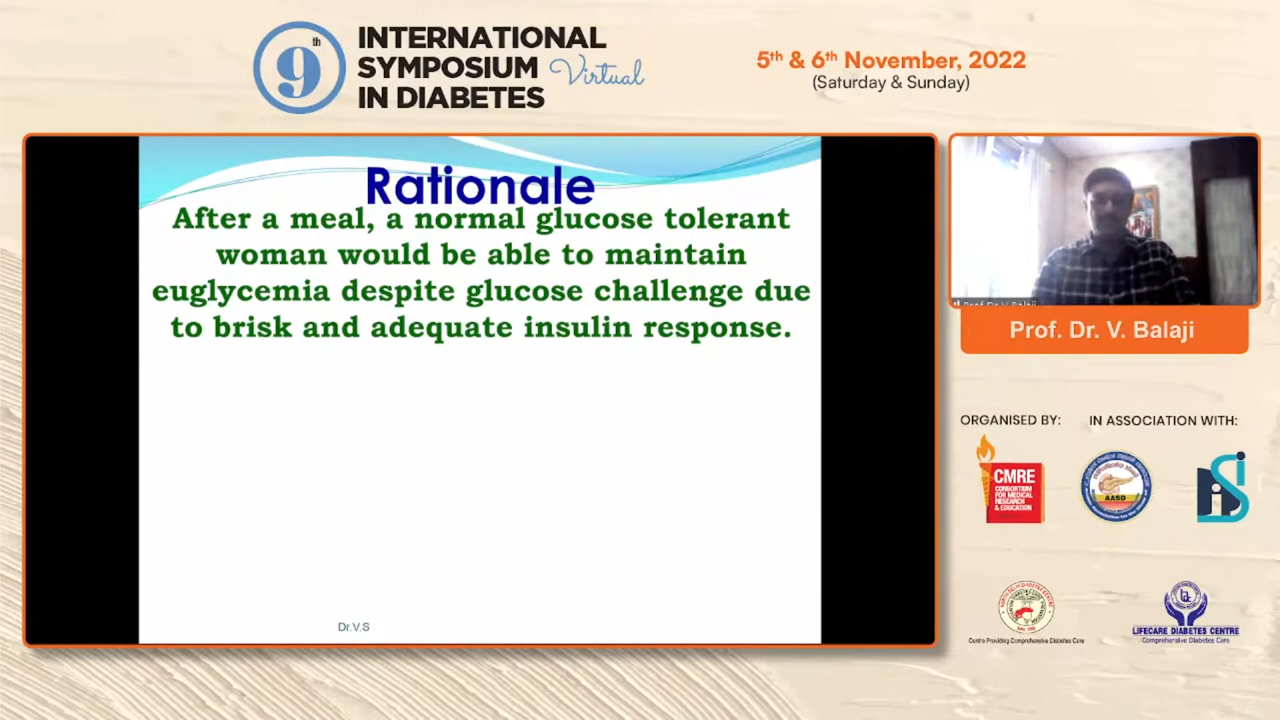 9th
INTERNATIONAL
SYMPOSIUM Virtual
IN DIABETES
5th & 6th November, 2022
(Saturday & Sunday)
Rationale
After a meal, a normal glucose tolerant
woman would be able to maintain
euglycemia despite glucose challenge due
to brisk and adequate insulin response.
Dr.V.S
Prof. Dr. V. Balaji
Prof. Dr. V. Balaji
ORGANISED BY:
IN ASSOCIATION WITH:
CMRE
CONSORTIUM
FOR MEDICAL
RESEARCH
& EDUCATION
AASD
Centre Providing Comprehensive Diabetes Care
LIFECARE DIABETES CENTRE
Comprehensive Diabetes Care